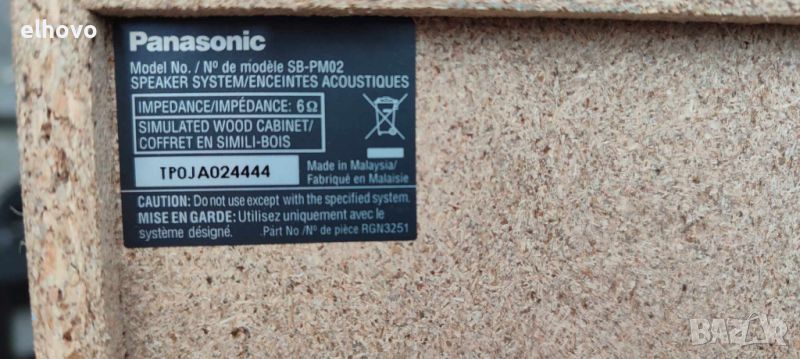 elhovo
Panasonic
Model No. / Nº de modèle SB-PM02
SPEAKER SYSTEM/ENCEINTES ACOUSTIQUES
IMPEDANCE/IMPÉDANCE: 6Ω
SIMULATED WOOD CABINET/
COFFRET EN SIMILI-BOIS
TP0JA024444
Made in Malaysia/
Fabriqué en Malaisie
CAUTION: Do not use except with the specified system.
MISE EN GARDE: Utilisez uniquement avec le
système désigné.
Part No /Nº de pièce RGN3251
BAZAR